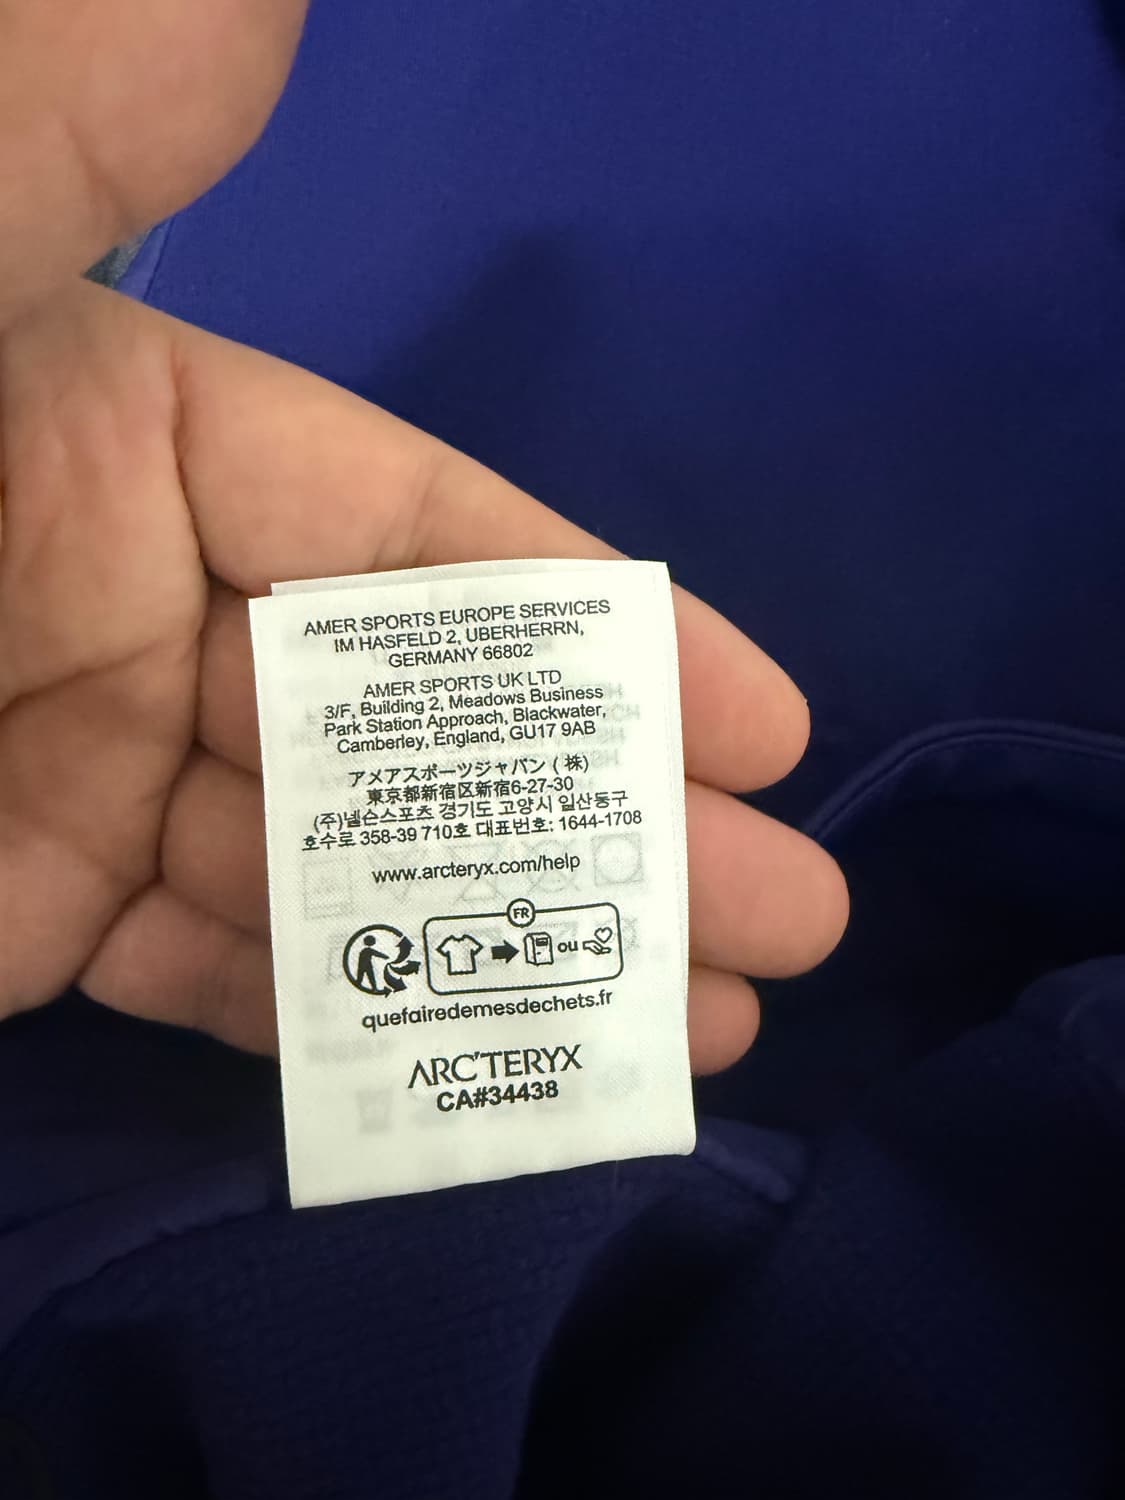 AMER SPORTS EUROPE SERVICES
IM HASFELD 2, UBERHERRN,
GERMANY 66802
AMER SPORTS UK LTD
3/F, Building 2, Meadows Business
Park Station Approach, Blackwater,
Camberley, England, GU17 9AB
アメアスポーツジャパン ( 株)
東京都新宿区新宿6-27-30
(주)넬슨스포츠 경기도 고양시 일산동구
호수로 358-39 710호 대표번호: 1644-1708
www.arcteryx.com/help
FR
ou
quefairedemesdechets.fr
ARC'TERYX
CA#34438